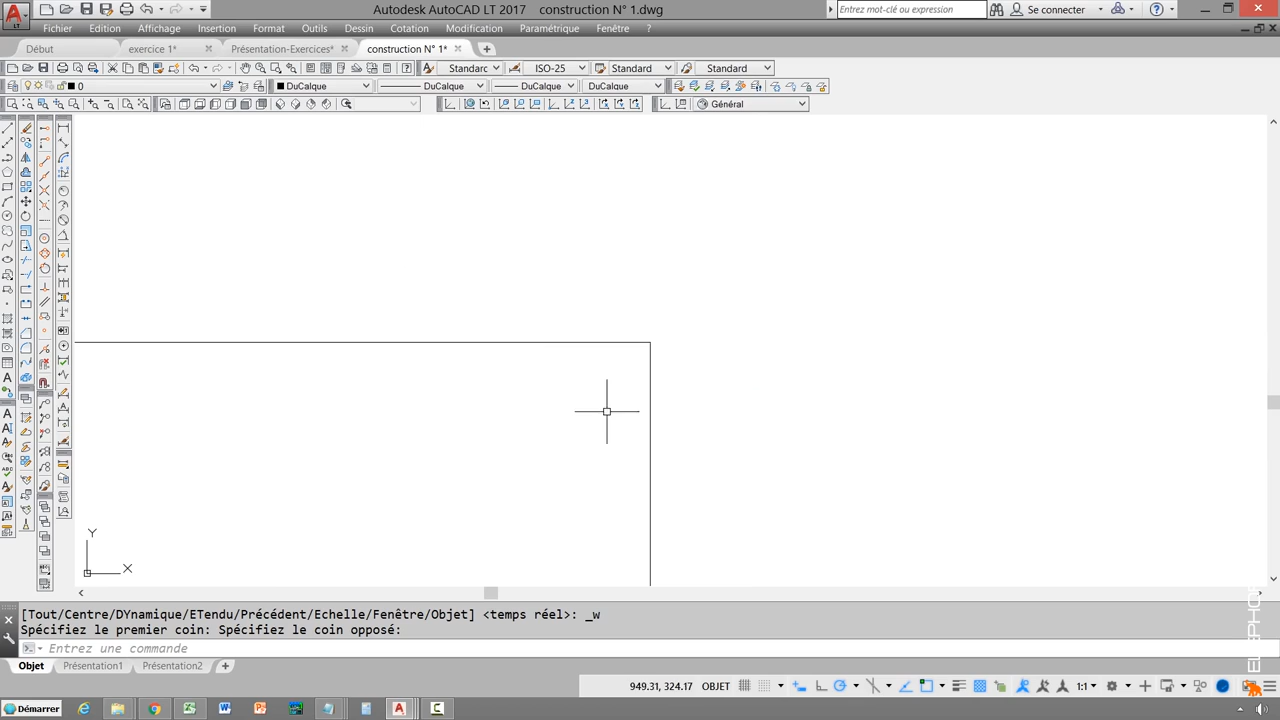 Autodesk AutoCAD LT 2017 construction N° 1.dwg
Entrez mot-clé ou expression
Se connecter
LT
Fichier Edition Affichage Insertion Format Outils Dessin Cotation Modification Paramétrique Fenêtre ?
Début exercice 1* Présentation-Exercices* construction N° 1*
Standarc ISO-25 Standard Standard
0 DuCalque DuCalque DuCalque DuCalque
Général
Y
X
[Tout/Centre/DYnamique/ETendu/Précédent/Echelle/Fenêtre/Objet] <temps réel>: _w
Spécifiez le premier coin: Spécifiez le coin opposé:
Entrez une commande
Objet Présentation1 Présentation2 +
949.31, 324.17 OBJET 1:1
Démarrer